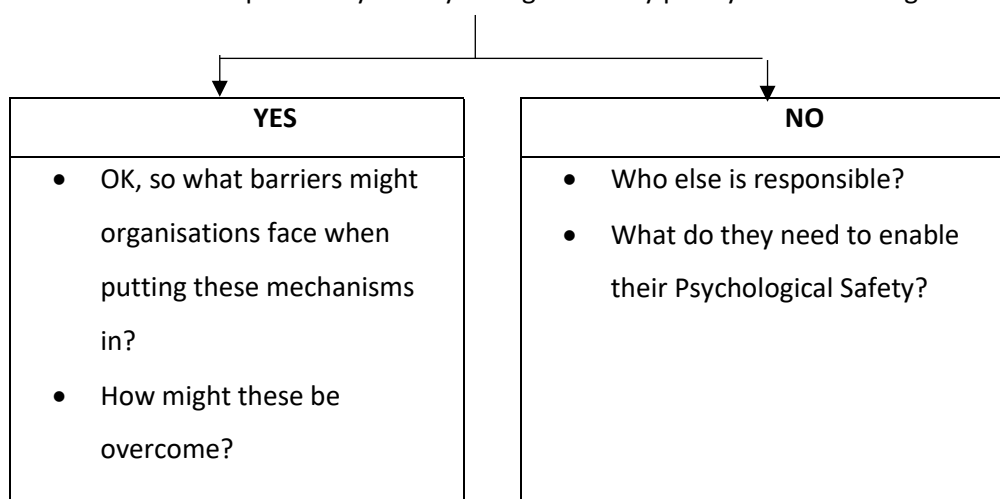 YES
• OK, so what barriers might
organisations face when
putting these mechanisms
in?
• How might these be
overcome?
NO
• Who else is responsible?
• What do they need to enable
their Psychological Safety?